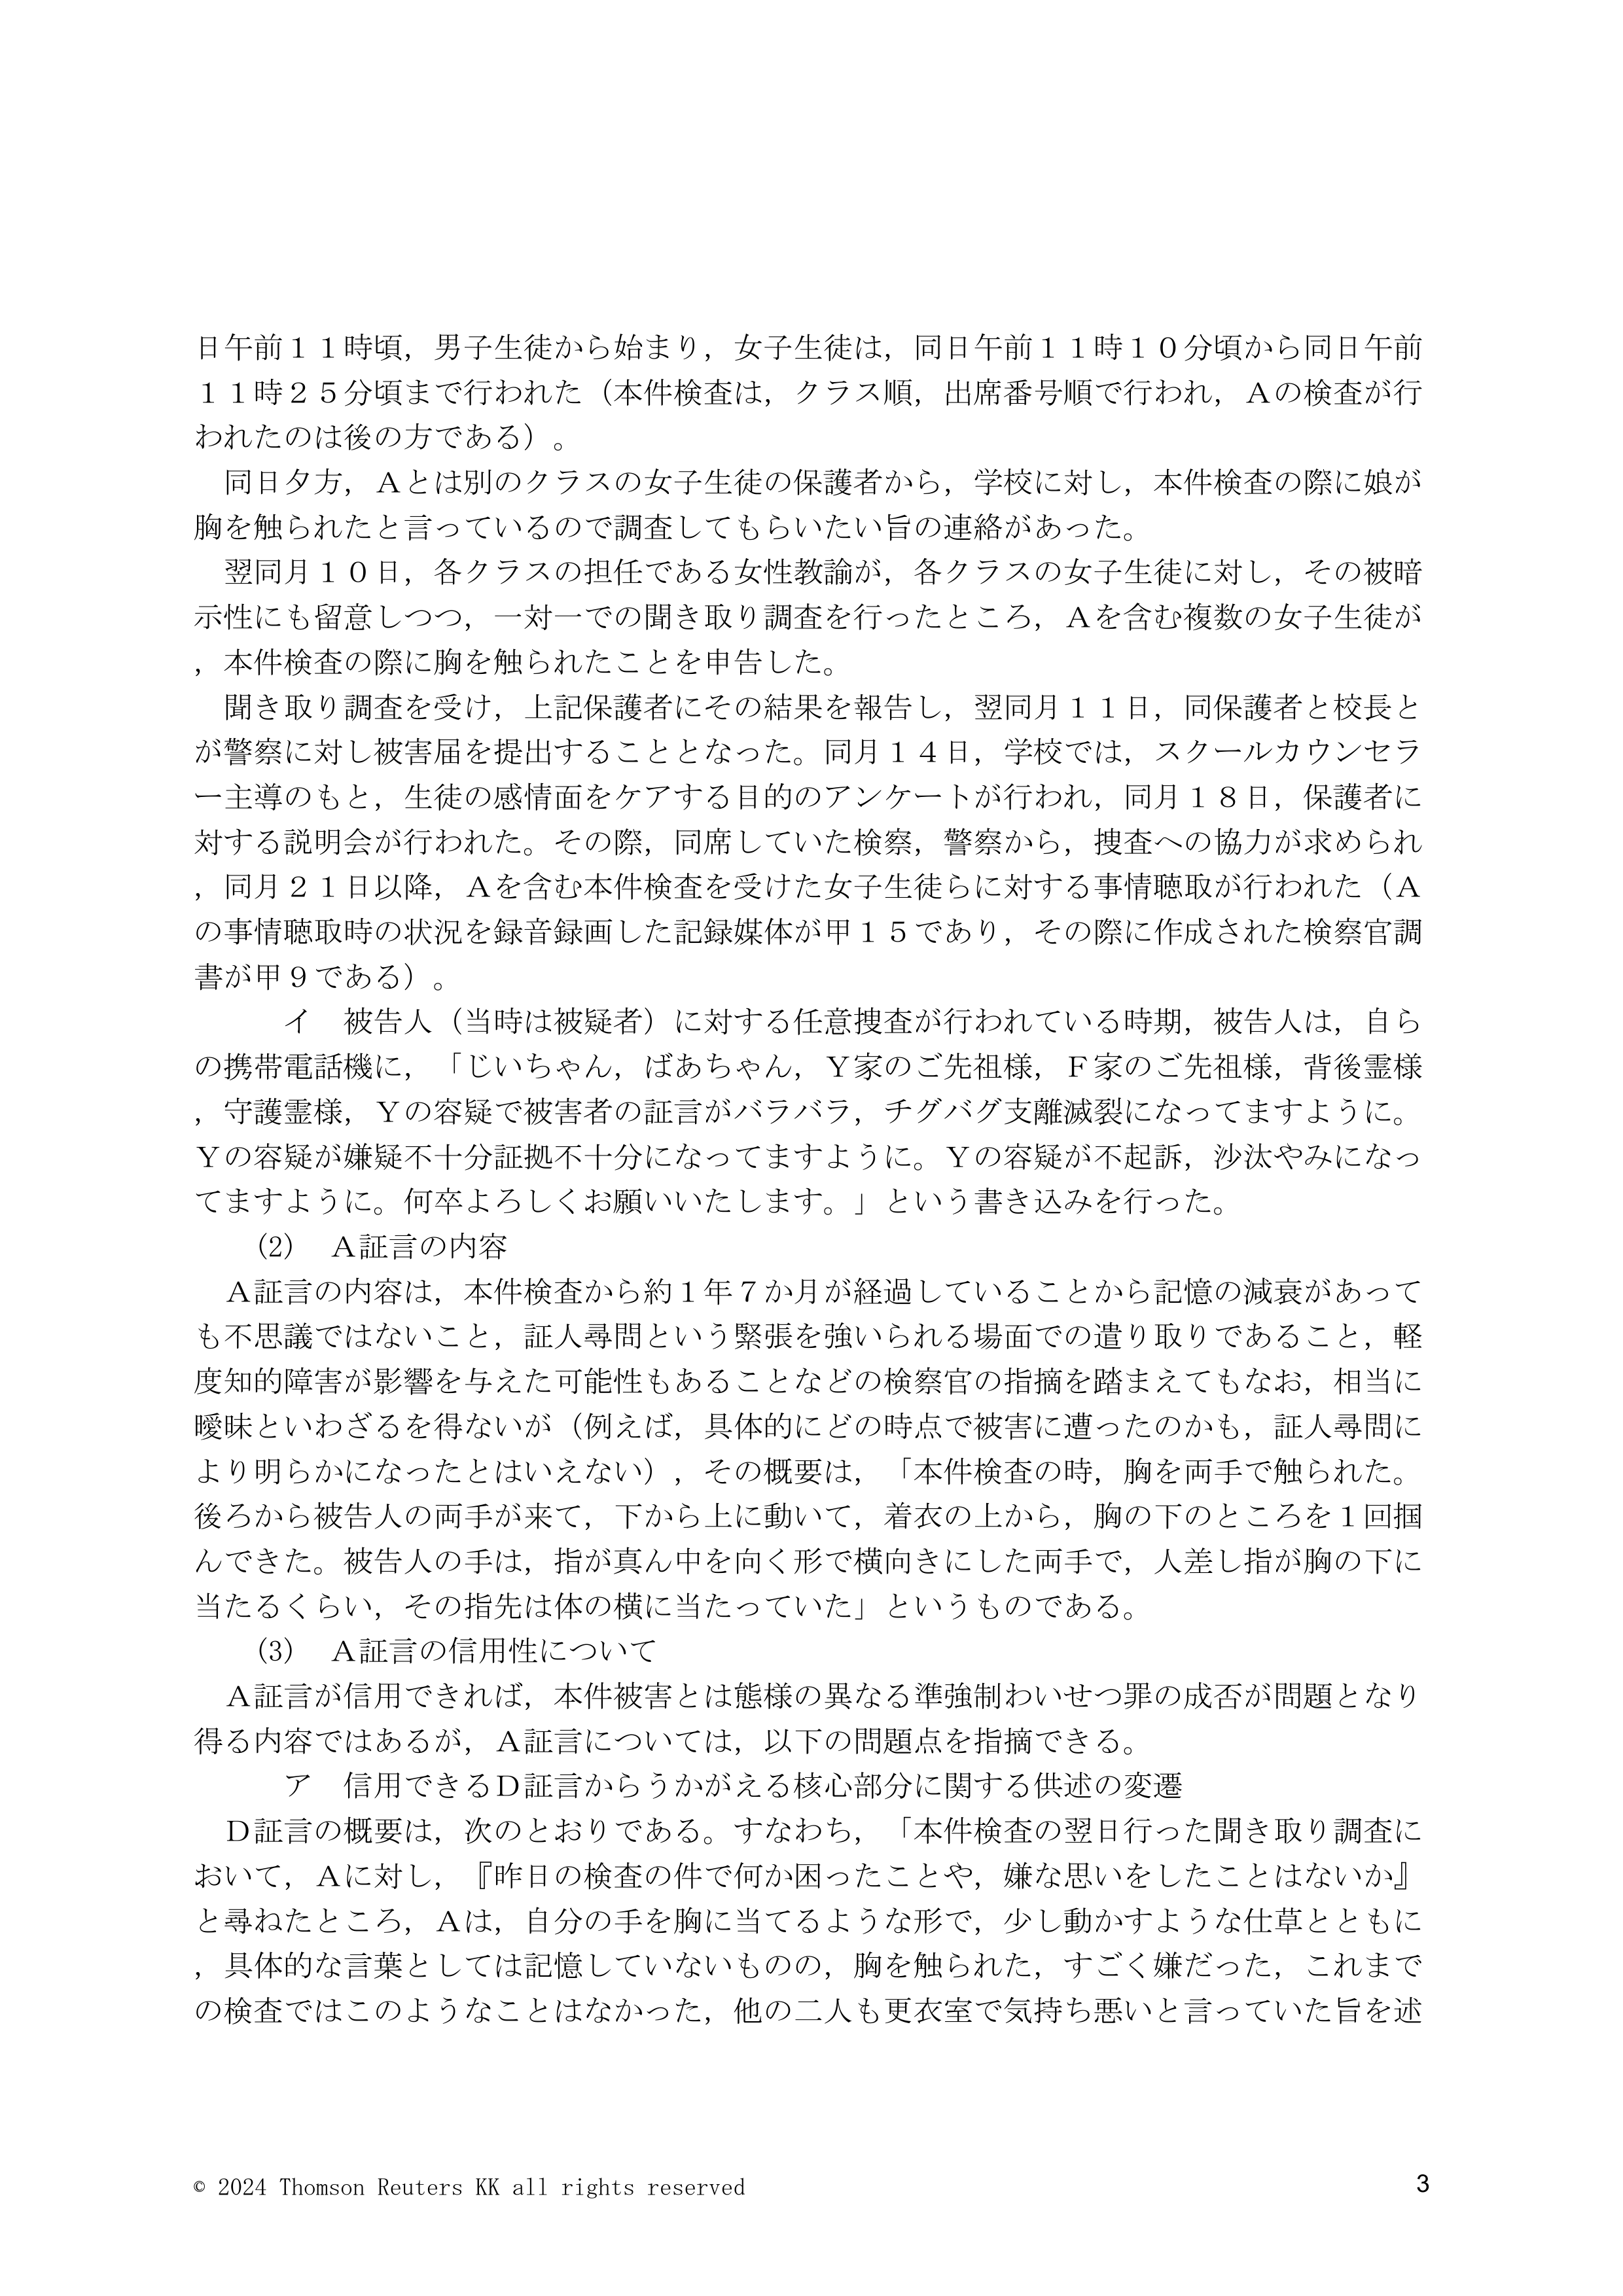 日午前１１時頃，男子生徒から始まり，女子生徒は，同日午前１１時１０分頃から同日午前
１１時２５分頃まで行われた（本件検査は，クラス順，出席番号順で行われ，Ａの検査が行
われたのは後の方である）。
　同日夕方，Ａとは別のクラスの女子生徒の保護者から，学校に対し，本件検査の際に娘が
胸を触られたと言っているので調査してもらいたい旨の連絡があった。
　翌同月１０日，各クラスの担任である女性教諭が，各クラスの女子生徒に対し，その被暗
示性にも留意しつつ，一対一での聞き取り調査を行ったところ，Ａを含む複数の女子生徒が
，本件検査の際に胸を触られたことを申告した。
　聞き取り調査を受け，上記保護者にその結果を報告し，翌同月１１日，同保護者と校長と
が警察に対し被害届を提出することとなった。同月１４日，学校では，スクールカウンセラ
ー主導のもと，生徒の感情面をケアする目的のアンケートが行われ，同月１８日，保護者に
対する説明会が行われた。その際，同席していた検察，警察から，捜査への協力が求められ
，同月２１日以降，Ａを含む本件検査を受けた女子生徒らに対する事情聴取が行われた（Ａ
の事情聴取時の状況を録音録画した記録媒体が甲１５であり，その際に作成された検察官調
書が甲９である）。
　　　イ　被告人（当時は被疑者）に対する任意捜査が行われている時期，被告人は，自ら
の携帯電話機に，「じいちゃん，ばあちゃん，Ｙ家のご先祖様，Ｆ家のご先祖様，背後霊様
，守護霊様，Ｙの容疑で被害者の証言がバラバラ，チグバグ支離滅裂になってますように。
Ｙの容疑が嫌疑不十分証拠不十分になってますように。Ｙの容疑が不起訴，沙汰やみになっ
てますように。何卒よろしくお願いいたします。」という書き込みを行った。
　　(2)　Ａ証言の内容
　Ａ証言の内容は，本件検査から約１年７か月が経過していることから記憶の減衰があって
も不思議ではないこと，証人尋問という緊張を強いられる場面での遣り取りであること，軽
度知的障害が影響を与えた可能性もあることなどの検察官の指摘を踏まえてもなお，相当に
曖昧といわざるを得ないが（例えば，具体的にどの時点で被害に遭ったのかも，証人尋問に
より明らかになったとはいえない），その概要は，「本件検査の時，胸を両手で触られた。
後ろから被告人の両手が来て，下から上に動いて，着衣の上から，胸の下のところを１回掴
んできた。被告人の手は，指が真ん中を向く形で横向きにした両手で，人差し指が胸の下に
当たるくらい，その指先は体の横に当たっていた」というものである。
　　(3)　Ａ証言の信用性について
　Ａ証言が信用できれば，本件被害とは態様の異なる準強制わいせつ罪の成否が問題となり
得る内容ではあるが，Ａ証言については，以下の問題点を指摘できる。
　　　ア　信用できるＤ証言からうかがえる核心部分に関する供述の変遷
　Ｄ証言の概要は，次のとおりである。すなわち，「本件検査の翌日行った聞き取り調査に
おいて，Ａに対し，『昨日の検査の件で何か困ったことや，嫌な思いをしたことはないか』
と尋ねたところ，Ａは，自分の手を胸に当てるような形で，少し動かすような仕草とともに
，具体的な言葉としては記憶していないものの，胸を触られた，すごく嫌だった，これまで
の検査ではこのようなことはなかった，他の二人も更衣室で気持ち悪いと言っていた旨を述
© 2024 Thomson Reuters KK all rights reserved
3